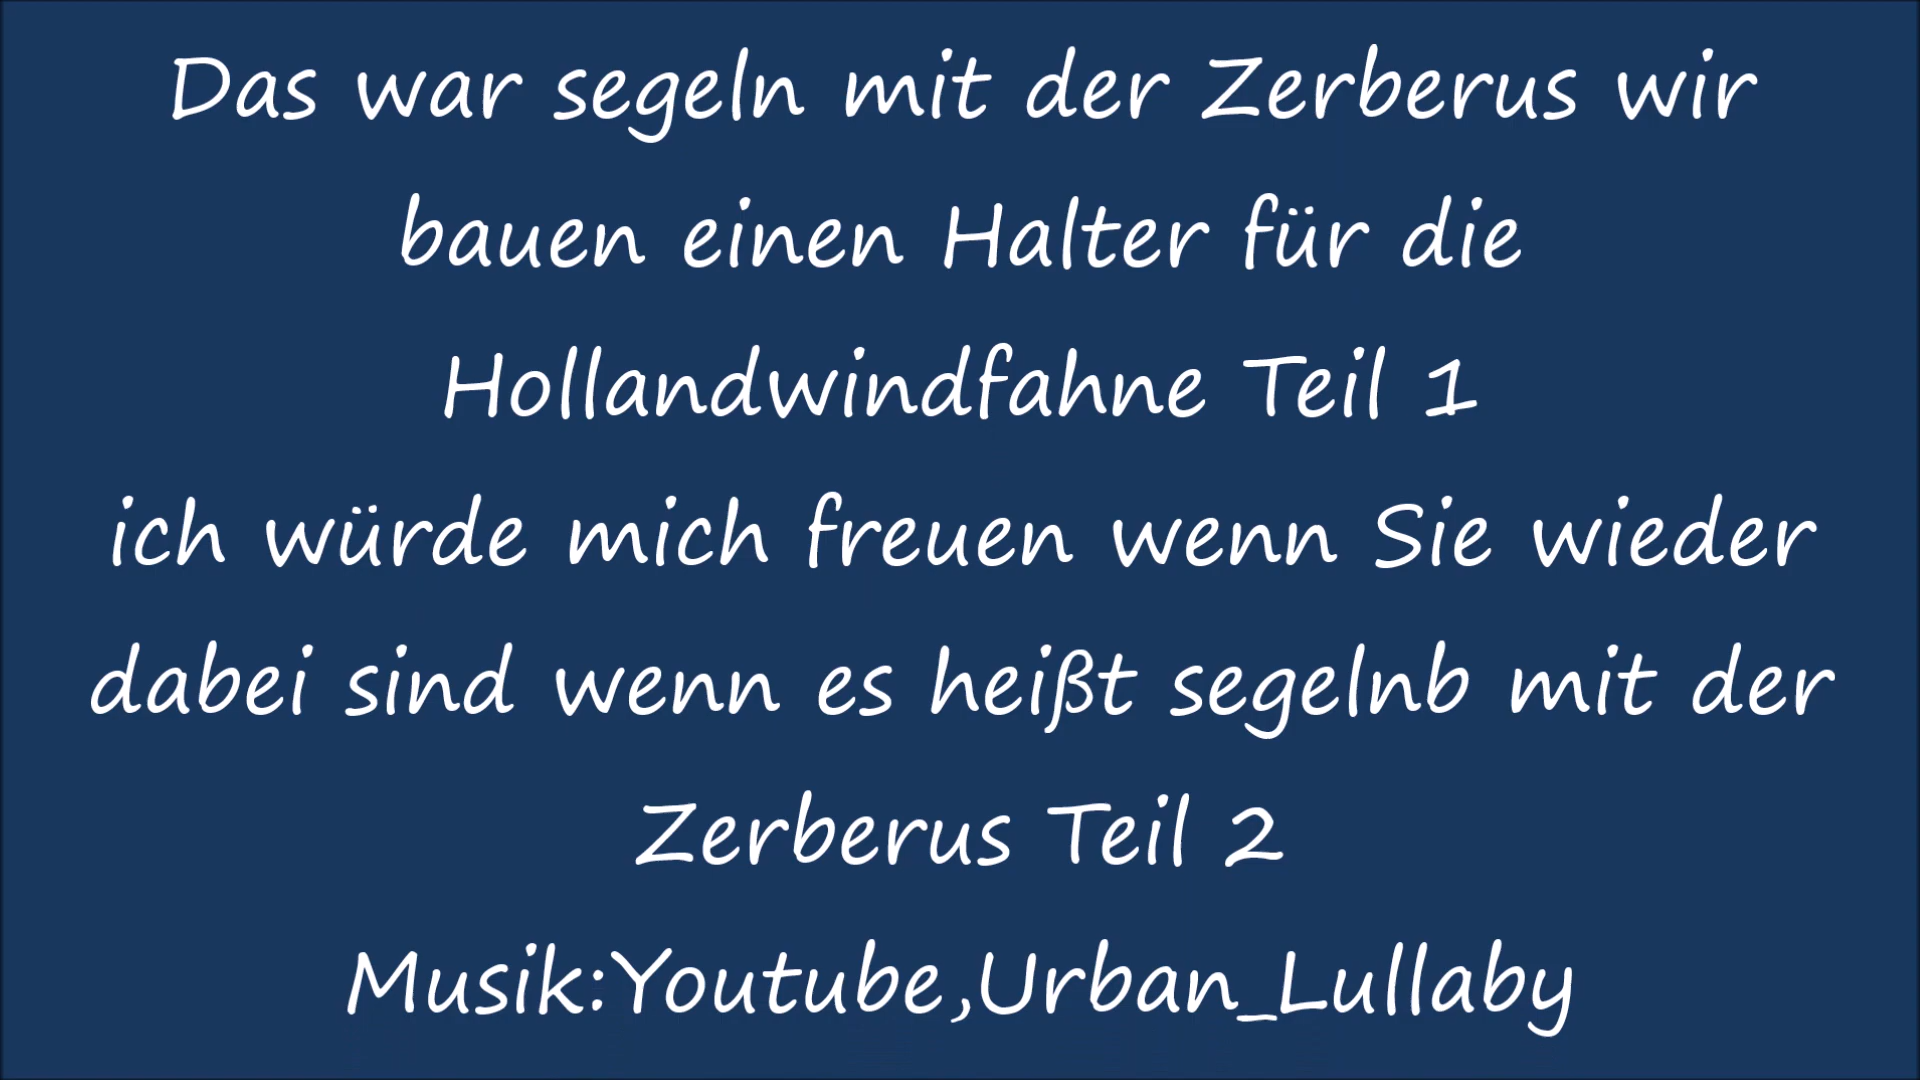 Das war segeln mit der Zerberus wir
bauen einen Halter für die
Hollandwindfahne Teil 1
ich würde mich freuen wenn Sie wieder
dabei sind wenn es heißt segelnb mit der
Zerberus Teil 2
Musik:Youtube,Urban_Lullaby